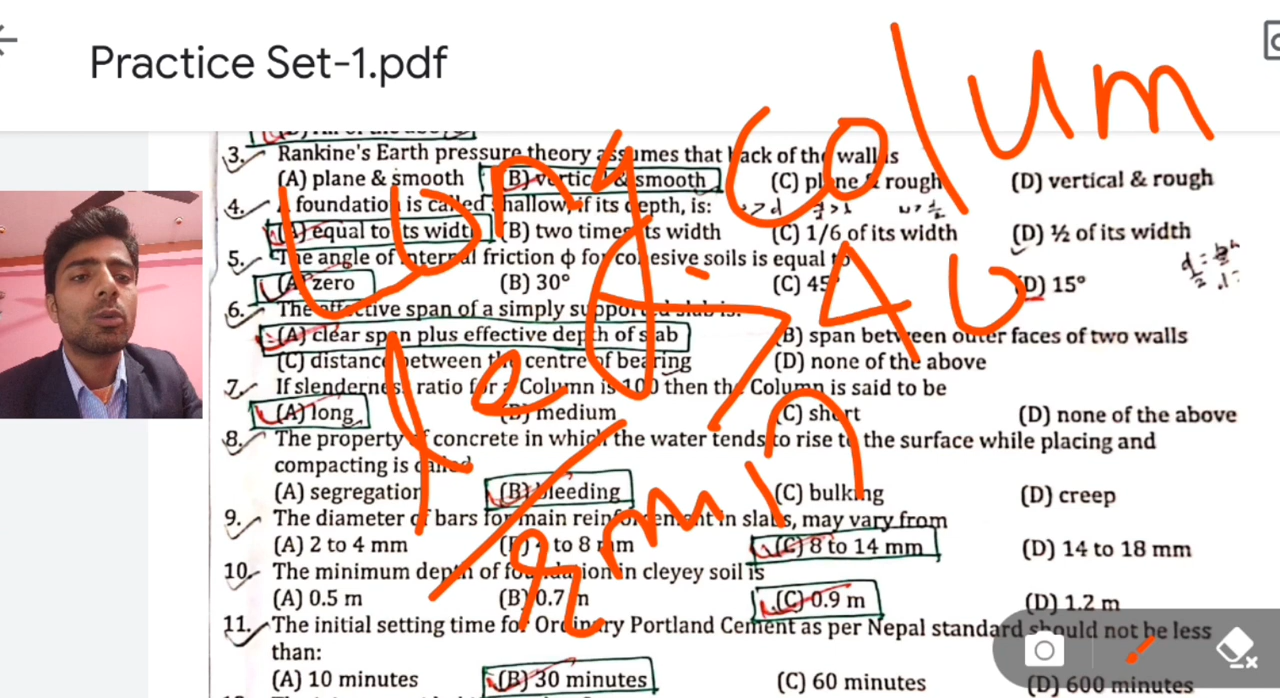 Practice Set-1.pdf
3. Rankine's Earth pressure theory assumes that back of the wall is
(A) plane & smooth (B) vertical & smooth (C) plane & rough (D) vertical & rough
4. A foundation is called shallow, if its depth, is:
(A) equal to its width (B) two times its width (C) 1/6 of its width (D) ½ of its width
5. The angle of internal friction ϕ for cohesive soils is equal to
(A) zero (B) 30° (C) 45° (D) 15°
6. The effective span of a simply supported slab is:
(A) clear span plus effective depth of slab (B) span between outer faces of two walls
(C) distance between the centre of bearing (D) none of the above
7. If slenderness ratio for a Column is 100 then the Column is said to be
(A) long (B) medium (C) short (D) none of the above
8. The property of concrete in which the water tends to rise to the surface while placing and
compacting is called
(A) segregation (B) bleeding (C) bulking (D) creep
9. The diameter of bars for main reinforcement in slabs, may vary from
(A) 2 to 4 mm to 8 mm (C) 8 to 14 mm (D) 14 to 18 mm
10. The minimum depth of foundation in cleyey soil is
(A) 0.5 m (B) 0.7 m (C) 0.9 m (D) 1.2 m
11. The initial setting time for Ordinary Portland Cement as per Nepal standard should not be less
than:
(A) 10 minutes (B) 30 minutes (C) 60 minutes (D) 600 minutes
Long Colum
40
min